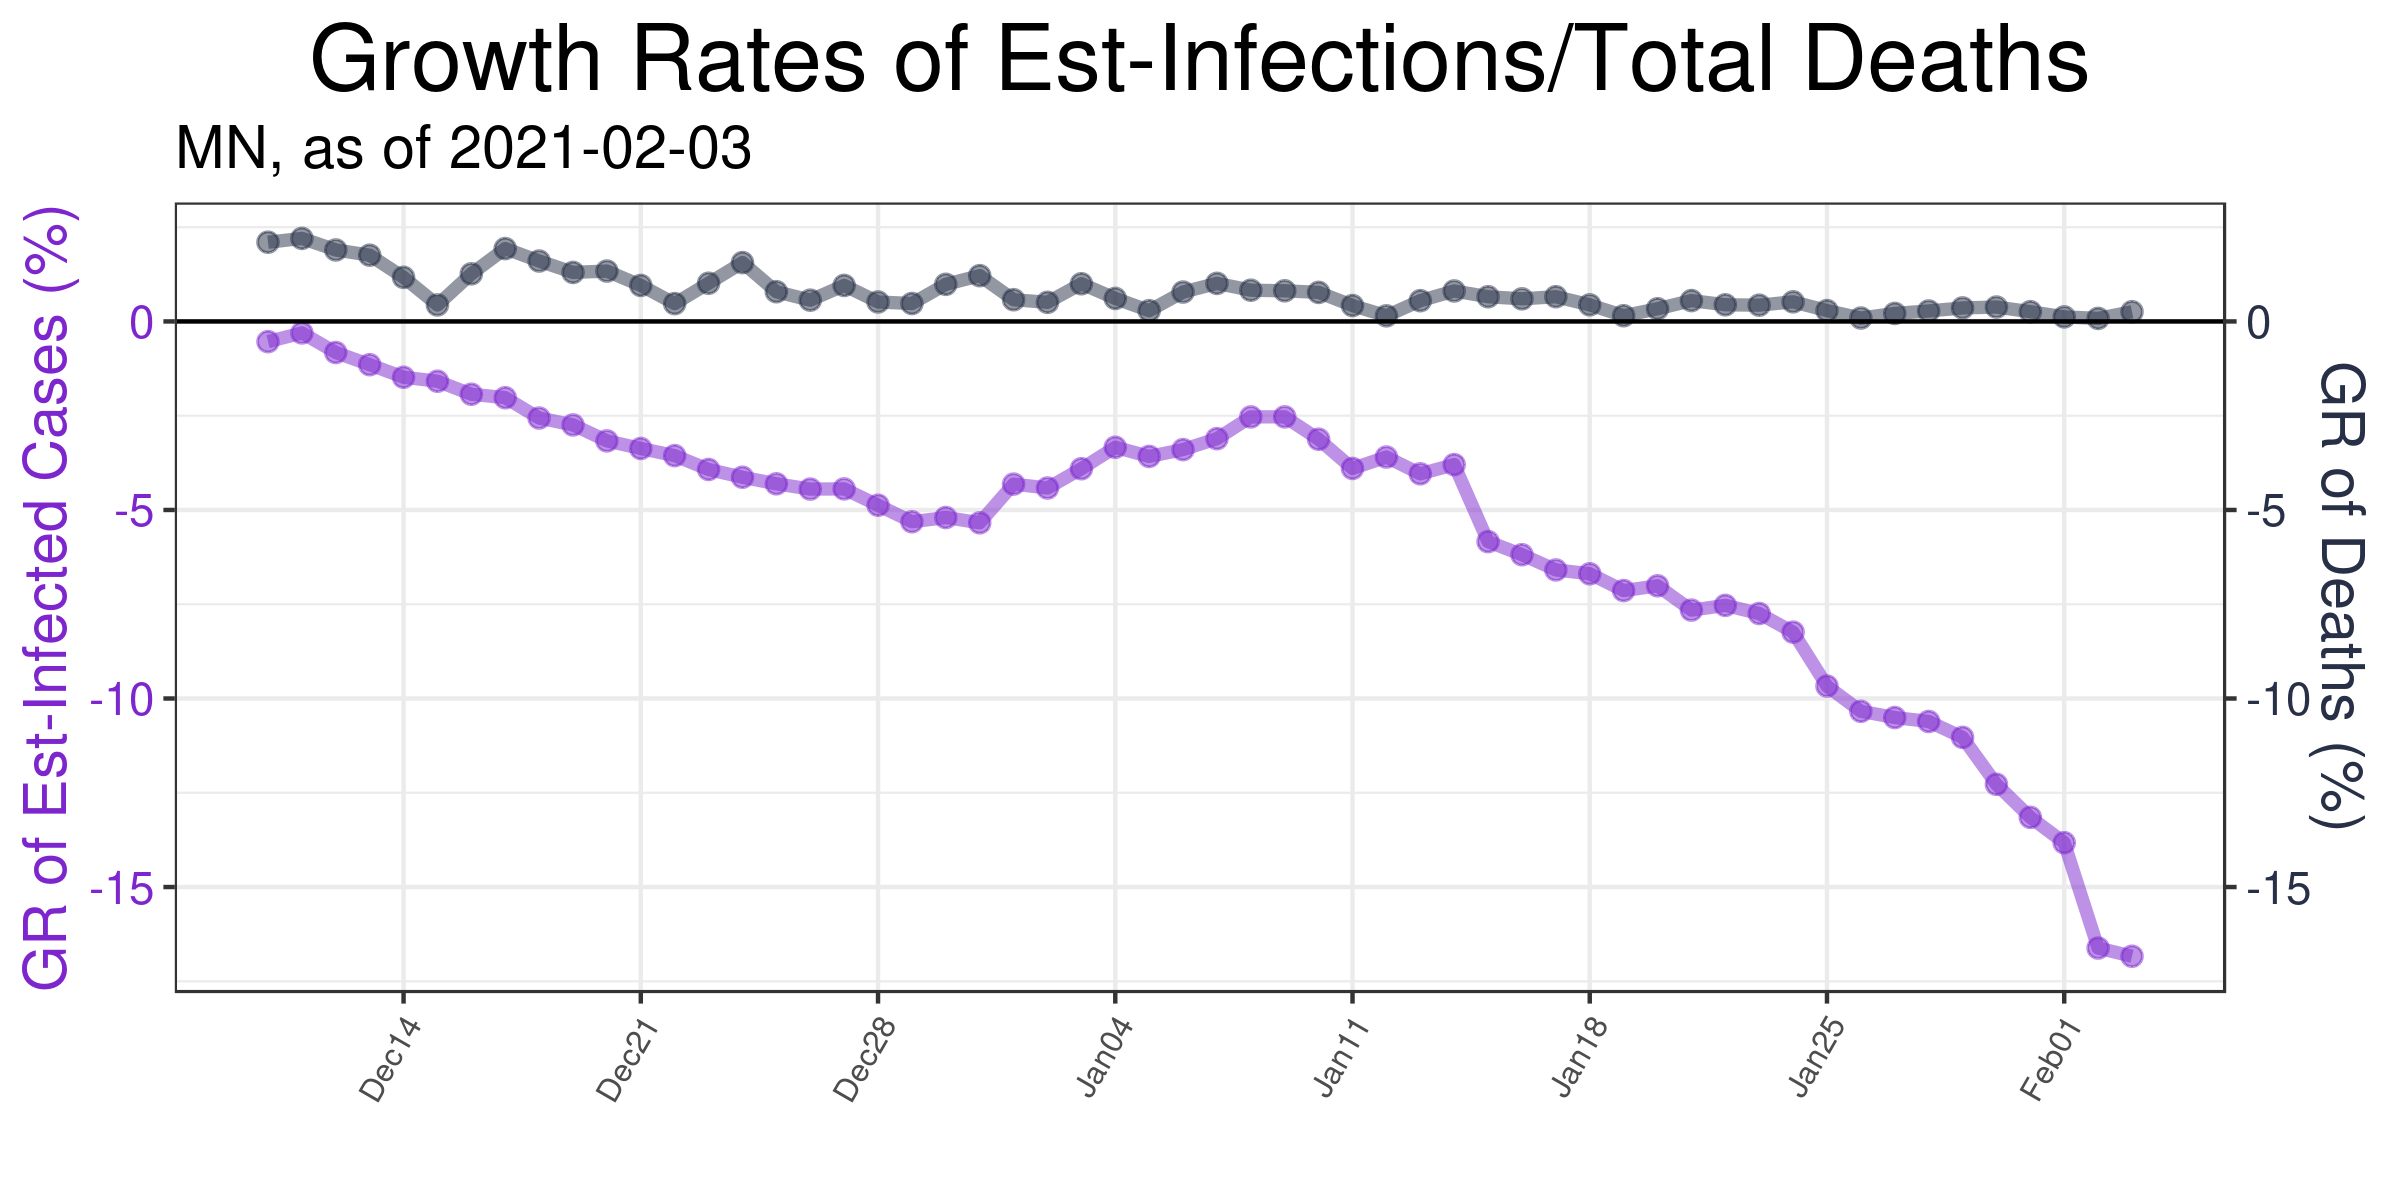 Growth Rates of Est-Infections/Total Deaths
MN, as of 2021-02-03
GR of Est-Infected Cases (%)
0
-5
-10
-15
0
-5
-10
-15
GR of Deaths (%)
Dec14
Dec21
Dec28
Jan04
Jan11
Jan18
Jan25
Feb01